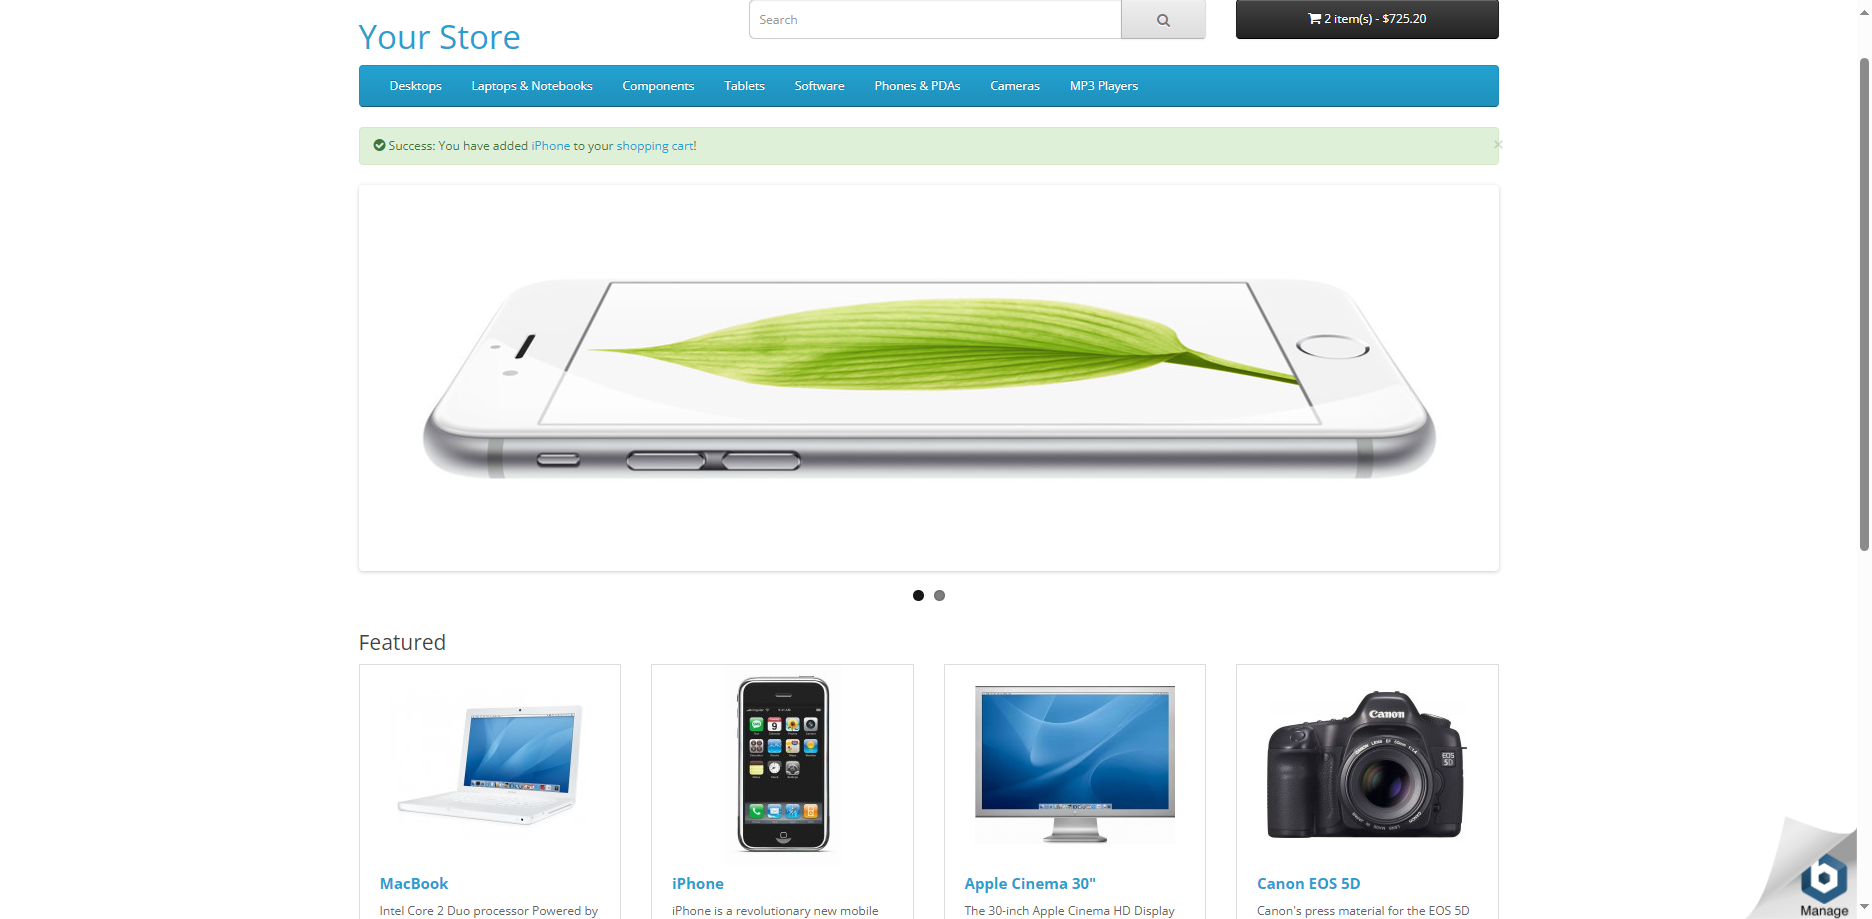 Your Store
Search
2 item(s) - $725.20
Desktops
Laptops & Notebooks
Components
Tablets
Software
Phones & PDAs
Cameras
MP3 Players
Success: You have added iPhone to your shopping cart!
×
Featured
Canon
EOS
5D
MacBook
iPhone
Apple Cinema 30"
Canon EOS 5D
Intel Core 2 Duo processor Powered by
iPhone is a revolutionary new mobile
The 30-inch Apple Cinema HD Display
Canon's press material for the EOS 5D
b
Manage